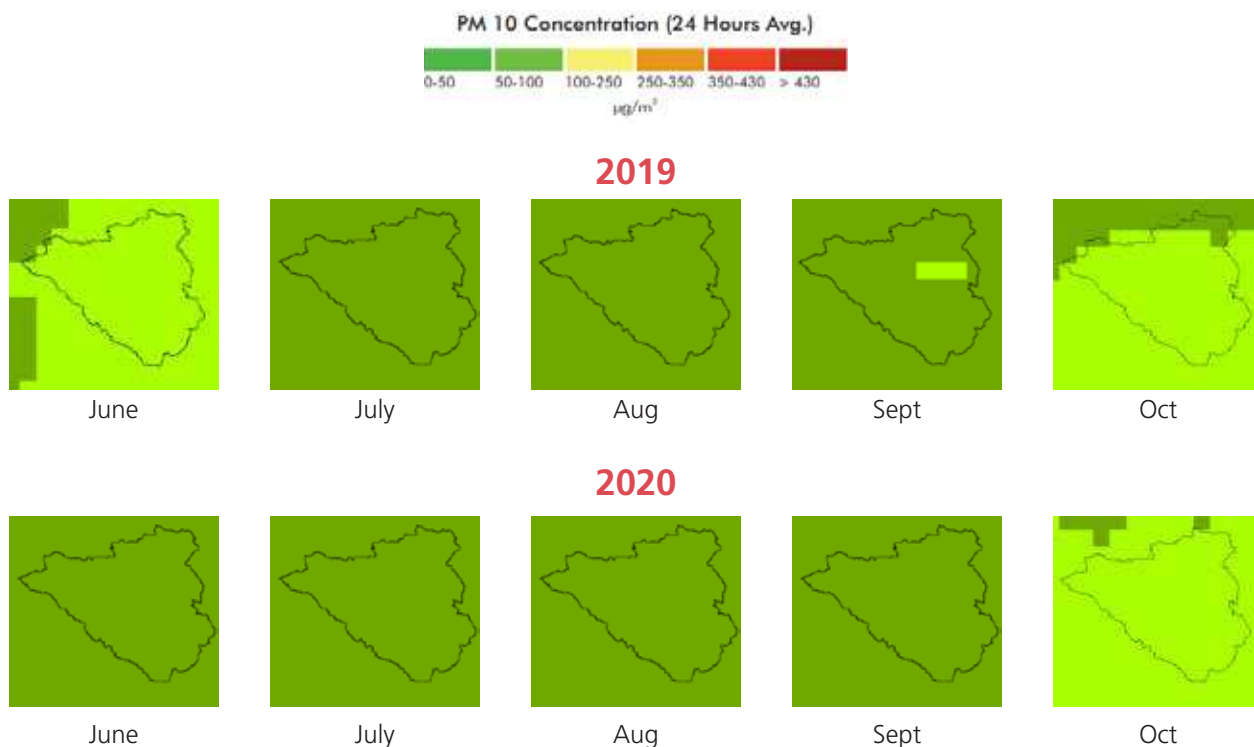 PM 10 Concentration (24 Hours Avg.)
0-50 50-100 100-250 250-350 350-430 > 430
µg/m³
2019
June July Aug Sept Oct
2020
June July Aug Sept Oct